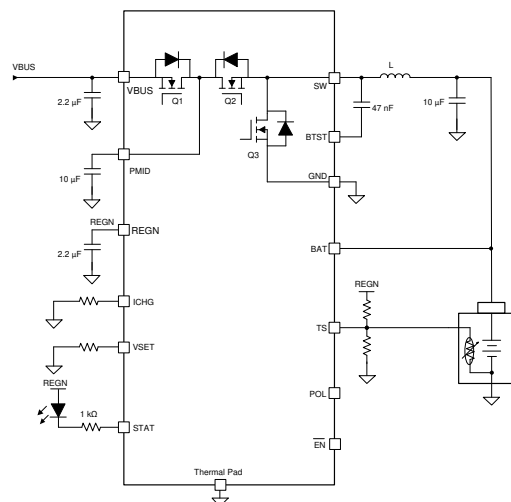 VBUS
VBUS
2.2 µF
Q1
Q2
SW
L
47 nF
10 µF
Q3
BTST
10 µF
PMID
GND
REGN
REGN
2.2 µF
BAT
REGN
ICHG
TS
VSET
REGN
POL
1 kΩ
STAT
EN
Thermal Pad